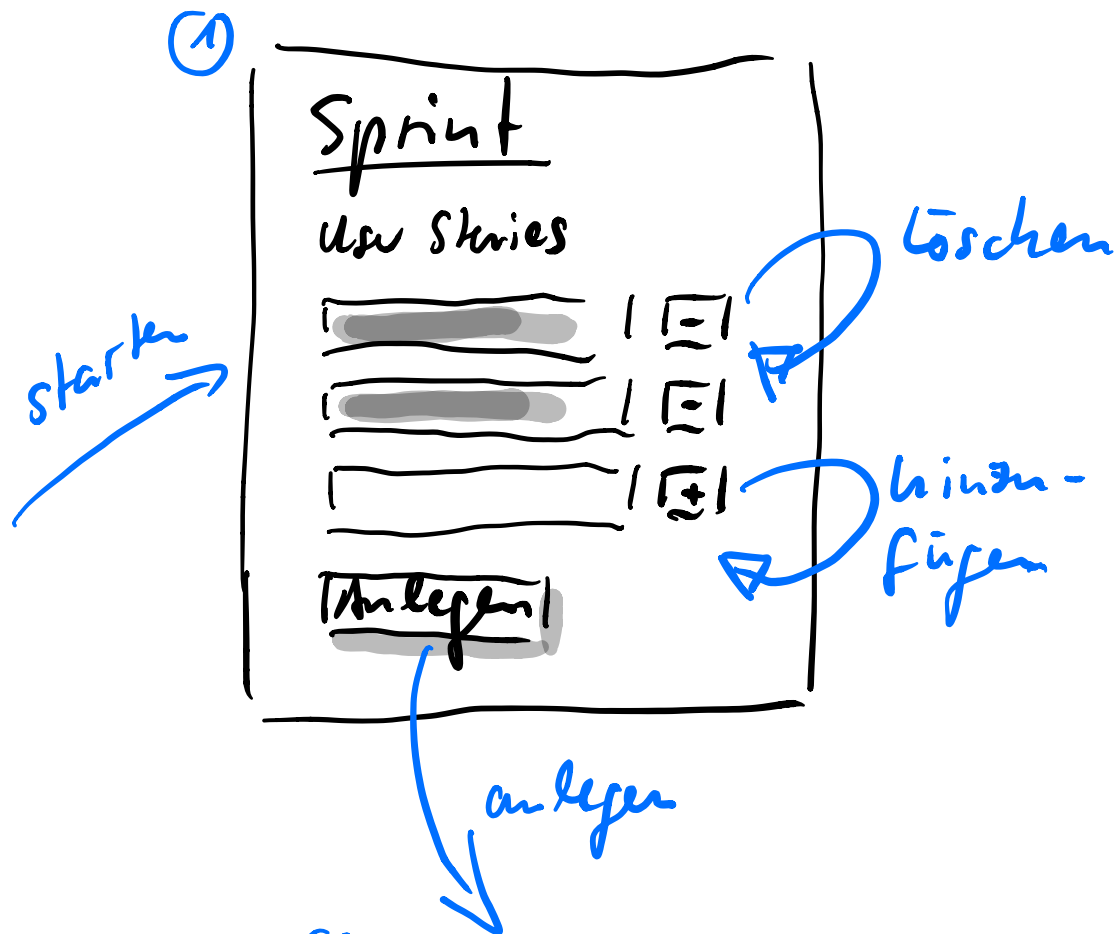 1
Sprint
User Stories
Löschen
-
starten
-
+
hinzu-
fügen
Anlegen
anlegen